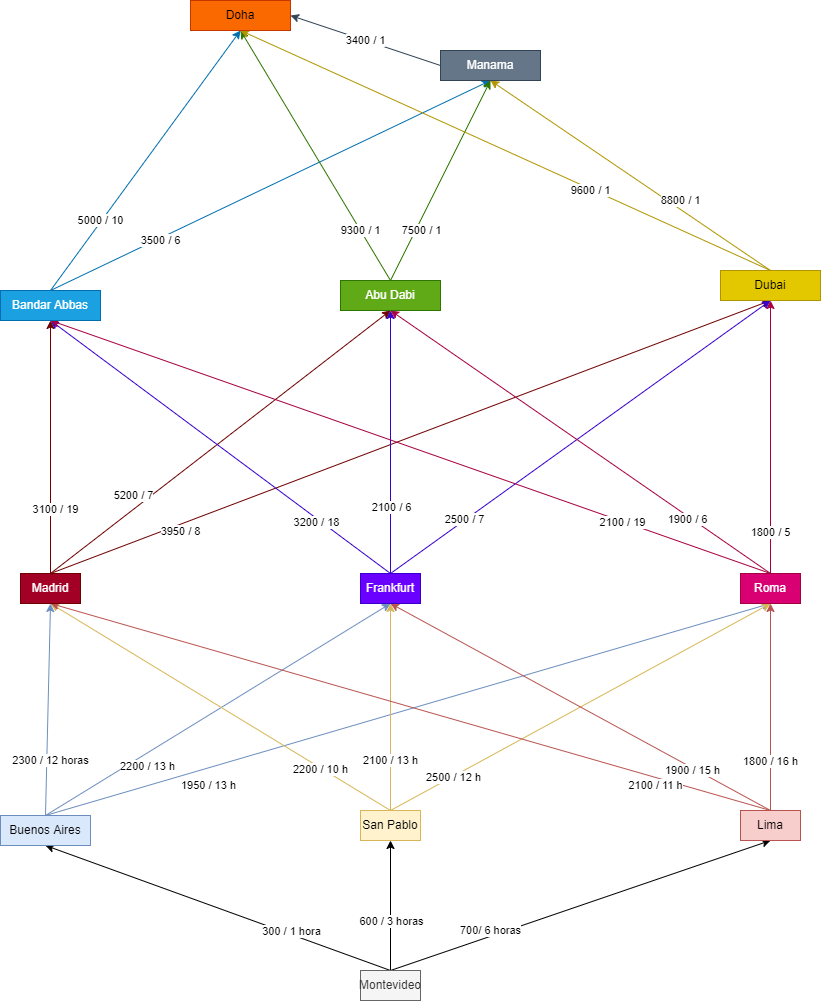 Doha
3400 / 1
Manama
5000 / 10
3500 / 6
9300 / 1
7500 / 1
9600 / 1
8800 / 1
Bandar Abbas
Abu Dabi
Dubai
3100 / 19
5200 / 7
3950 / 8
3200 / 18
2100 / 6
2500 / 7
2100 / 19
1900 / 6
1800 / 5
Madrid
Frankfurt
Roma
2300 / 12 horas
2200 / 13 h
1950 / 13 h
2200 / 10 h
2100 / 13 h
2500 / 12 h
1900 / 15 h
2100 / 11 h
1800 / 16 h
Buenos Aires
San Pablo
Lima
300 / 1 hora
600 / 3 horas
700/ 6 horas
Montevideo